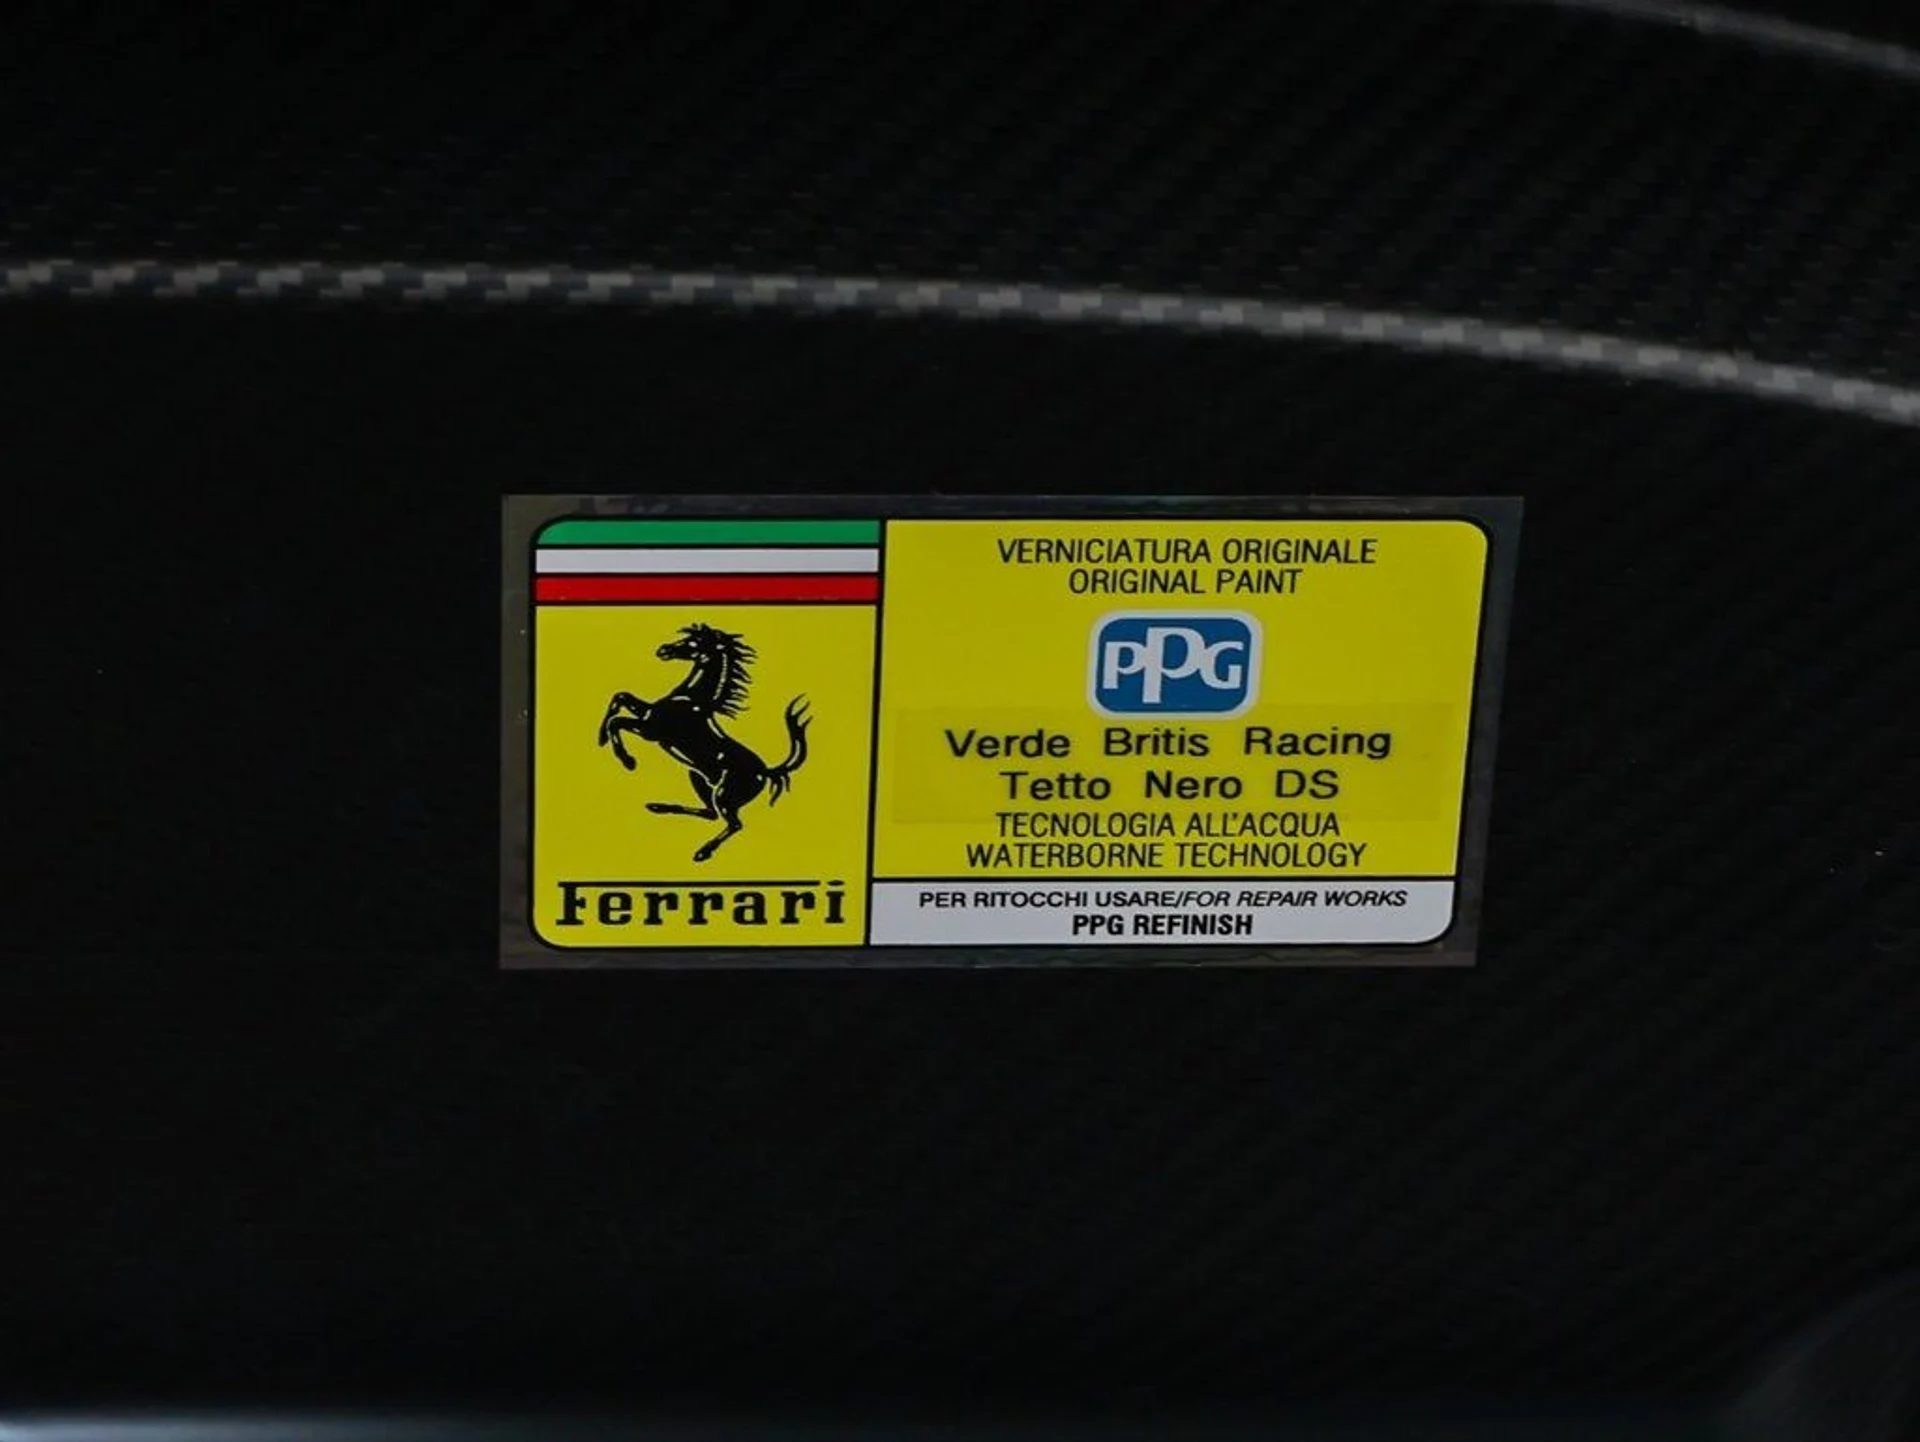 Ferrari
VERNICIATURA ORIGINALE
ORIGINAL PAINT
PPG
Verde Britis Racing
Tetto Nero DS
TECNOLOGIA ALL'ACQUA
WATERBORNE TECHNOLOGY
PER RITOCCHI USARE/FOR REPAIR WORKS
PPG REFINISH